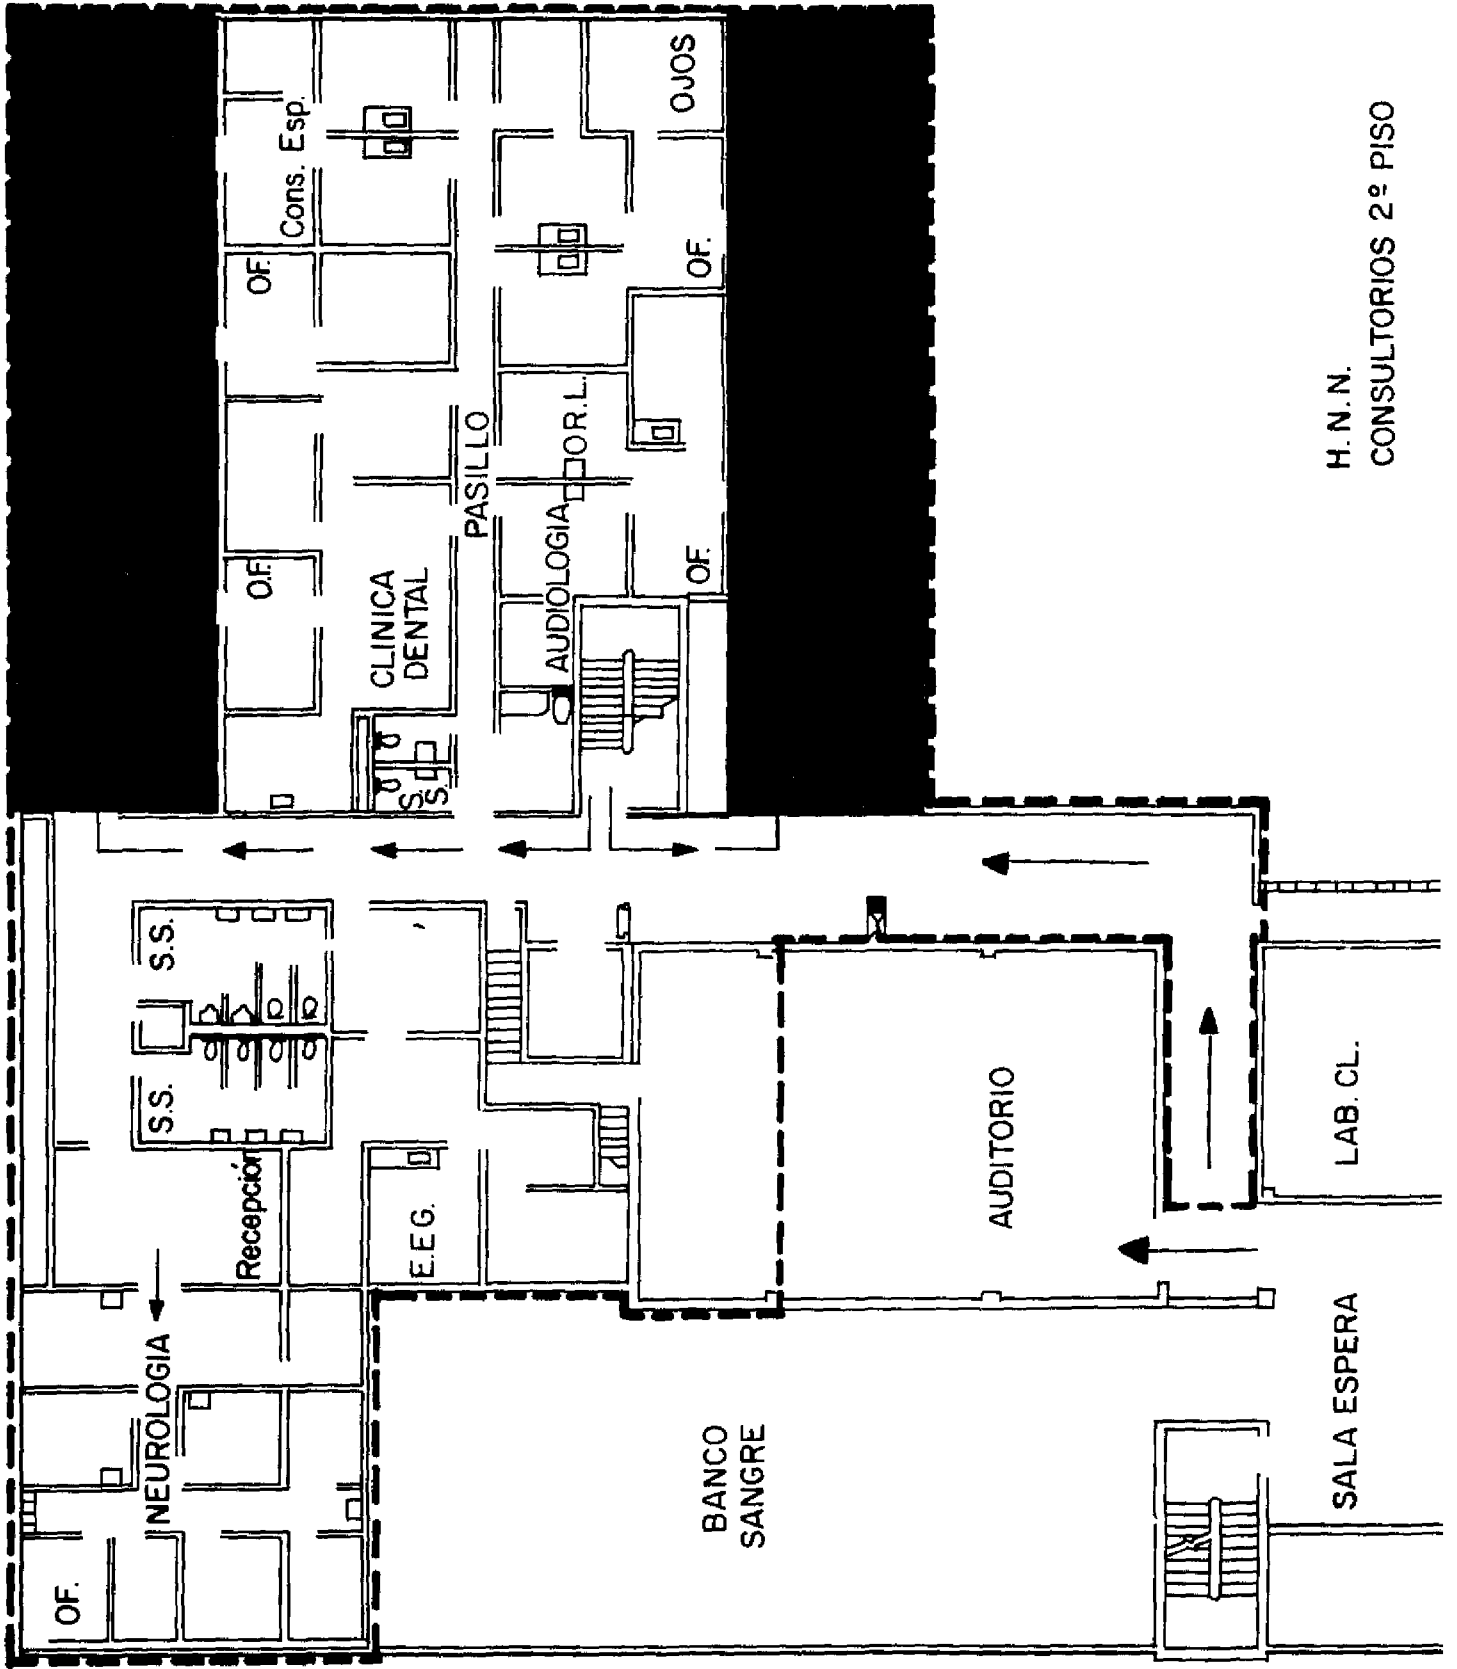 OF.
NEUROLOGIA
S.S.
S.S.
Recepción
O.F.
OF.
Cons. Esp.
CLINICA
DENTAL
E.E.G.
S.
S.
PASILLO
AUDIOLOGIA
O.R.L.
OF.
OF.
OJOS
BANCO
SANGRE
AUDITORIO
SALA ESPERA
LAB. CL.
H.N.N.
CONSULTORIOS 2º PISO